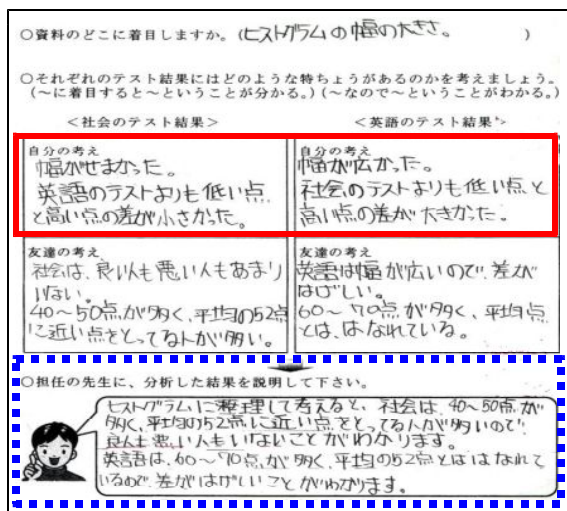 ○資料のどこに着目しますか。(ヒストグラムの幅の大きさ。)
○それぞれのテスト結果にはどのような特ちょうがあるのかを考えましょう。
(～に着目すると～ということが分かる。)(～なので～ということがわかる。)
＜社会のテスト結果＞
自分の考え
幅がせまかった。
英語のテストよりも低い点
と高い点の差が小さかった。
友達の考え
社会は、良い人も悪い人もあまり
いない。
40～50点が多く、平均の52点
に近い点をとってる人が多い。
＜英語のテスト結果＞
自分の考え
幅が広かった。
社会のテストよりも低い点と
高い点の差が大きかった。
友達の考え
英語は幅が広いので、差が
はげしい。
60～70点が多く、平均点
とは、はなれている。
○担任の先生に、分析した結果を説明して下さい。
ヒストグラムに整理して考えると、社会は、40～50点が
多く、平均の52点に近い点をとってる人が多いので、
良い人も悪い人もいないことがわかります。
英語は、60～70点が多く、平均の52点とははなれて
いるので、差がはげしいことがわかります。